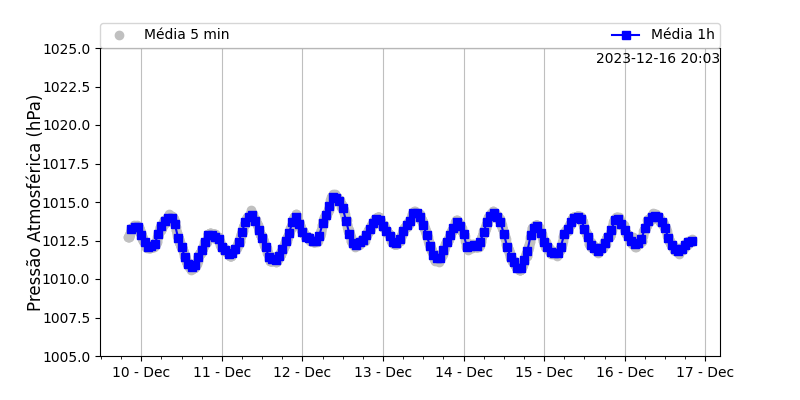 Média 5 min
Média 1h
2023-12-16 20:03
Pressão Atmosférica (hPa)
1025.0
1022.5
1020.0
1017.5
1015.0
1012.5
1010.0
1007.5
1005.0
10 - Dec
11 - Dec
12 - Dec
13 - Dec
14 - Dec
15 - Dec
16 - Dec
17 - Dec